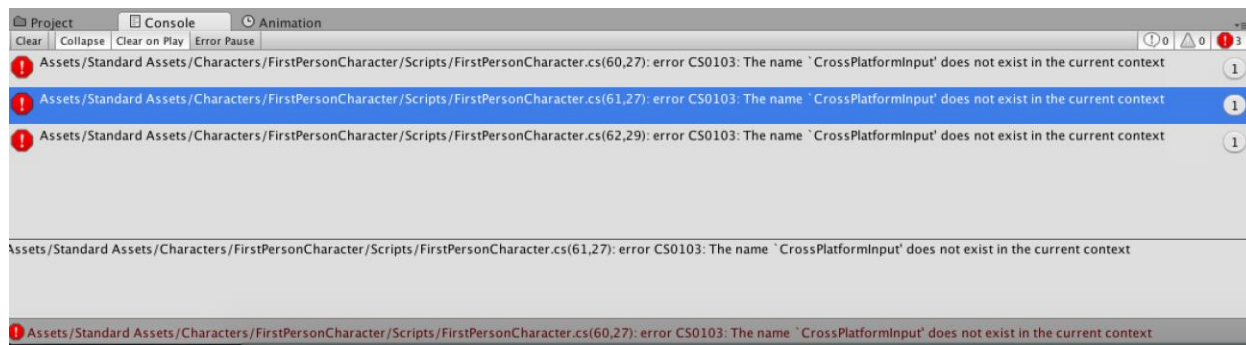 Project Console Animation
Clear Collapse Clear on Play Error Pause 0 0 3
Assets/Standard Assets/Characters/FirstPersonCharacter/Scripts/FirstPersonCharacter.cs(60,27): error CS0103: The name `CrossPlatformInput' does not exist in the current context 1
Assets/Standard Assets/Characters/FirstPersonCharacter/Scripts/FirstPersonCharacter.cs(61,27): error CS0103: The name `CrossPlatformInput' does not exist in the current context 1
Assets/Standard Assets/Characters/FirstPersonCharacter/Scripts/FirstPersonCharacter.cs(62,29): error CS0103: The name `CrossPlatformInput' does not exist in the current context 1
Assets/Standard Assets/Characters/FirstPersonCharacter/Scripts/FirstPersonCharacter.cs(61,27): error CS0103: The name `CrossPlatformInput' does not exist in the current context
Assets/Standard Assets/Characters/FirstPersonCharacter/Scripts/FirstPersonCharacter.cs(60,27): error CS0103: The name `CrossPlatformInput' does not exist in the current context